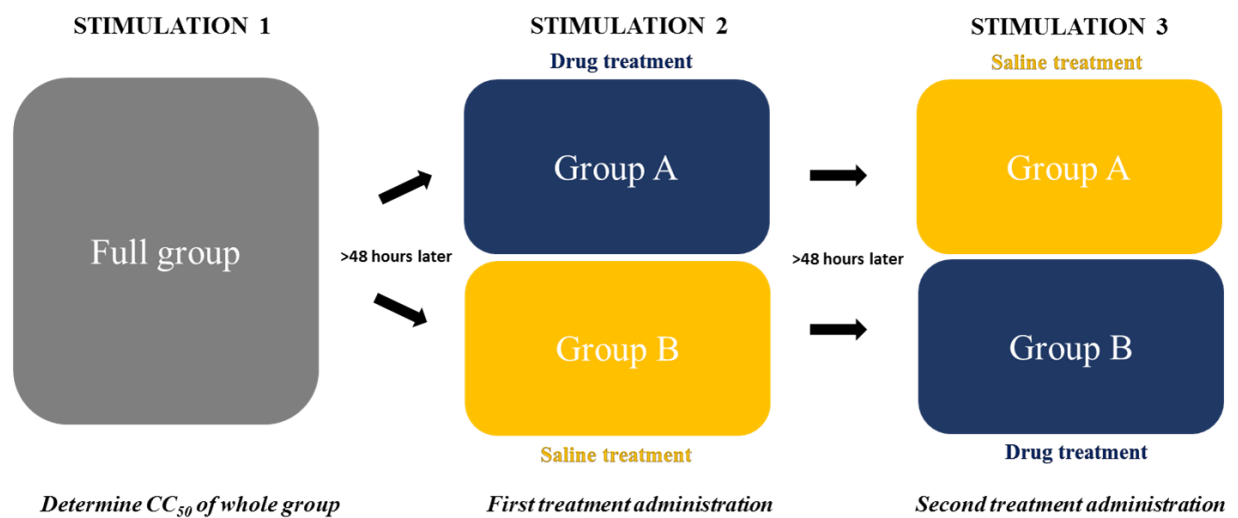 STIMULATION 1
STIMULATION 2
STIMULATION 3
Drug treatment
Saline treatment
Full group
>48 hours later
Group A
Group B
>48 hours later
Group A
Group B
Saline treatment
Drug treatment
Determine CC50 of whole group
First treatment administration
Second treatment administration